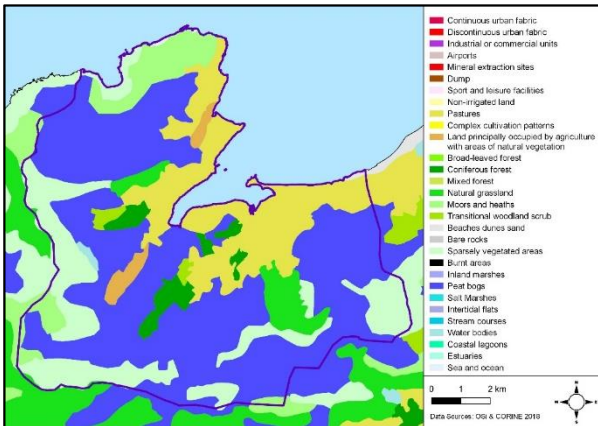 Continuous urban fabric
Discontinuous urban fabric
Industrial or commercial units
Airports
Mineral extraction sites
Dump
Sport and leisure facilities
Non-irrigated land
Pastures
Complex cultivation patterns
Land principally occupied by agriculture
with areas of natural vegetation
Broad-leaved forest
Coniferous forest
Mixed forest
Natural grassland
Moors and heaths
Transitional woodland scrub
Beaches dunes sand
Bare rocks
Sparsely vegetated areas
Burnt areas
Inland marshes
Peat bogs
Salt Marshes
Intertidal flats
Stream courses
Water bodies
Coastal lagoons
Estuaries
Sea and ocean
0 1 2 km
Data Sources: OSi & CORINE 2018